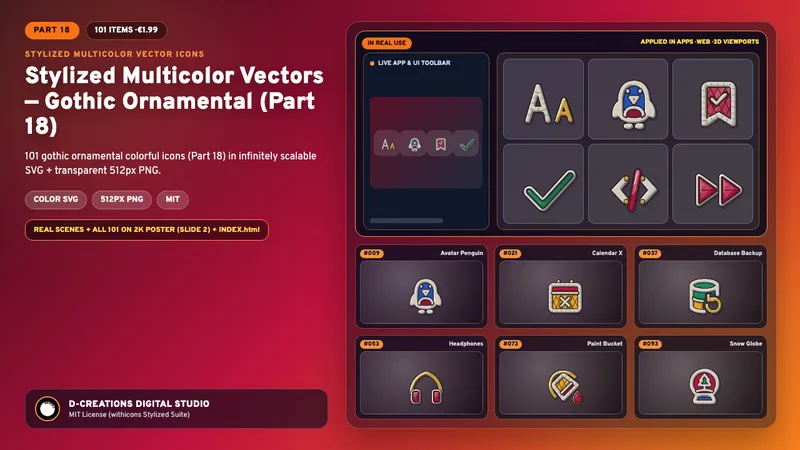 PART 18
101 ITEMS -€1.99
STYLIZED MULTICOLOR VECTOR ICONS
Stylized Multicolor Vectors
— Gothic Ornamental (Part
18)
101 gothic ornamental colorful icons (Part 18) in infinitely scalable
SVG + transparent 512px PNG.
COLOR SVG
512PX PNG
MIT
REAL SCENES + ALL 101 ON 2K POSTER (SLIDE 2) + INDEX.html
D-CREATIONS DIGITAL STUDIO
MIT License (withicons Stylized Suite)
IN REAL USE
APPLIED IN APPS -WEB -3D VIEWPORTS
LIVE APP & UI TOOLBAR
AA
AA
#009
Avatar Penguin
#021
Calendar X
#037
Database Backup
#053
Headphones
#073
Paint Bucket
#093
Snow Globe